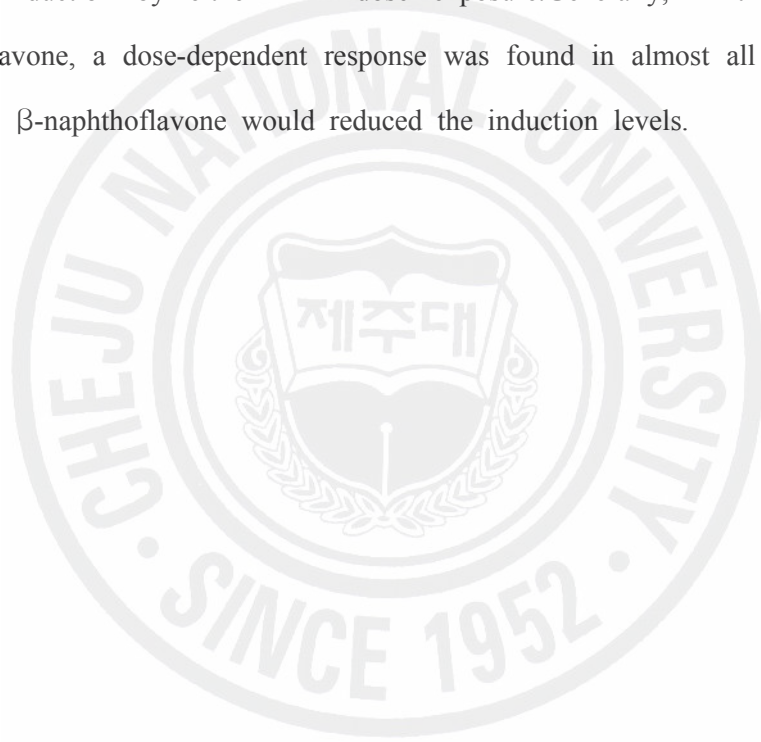 avone, a dose-dependent response was found in almost all
β-naphthoflavone would reduced the induction levels.
CHEJU NATIONAL UNIVERSITY
제주대
SINCE 1952